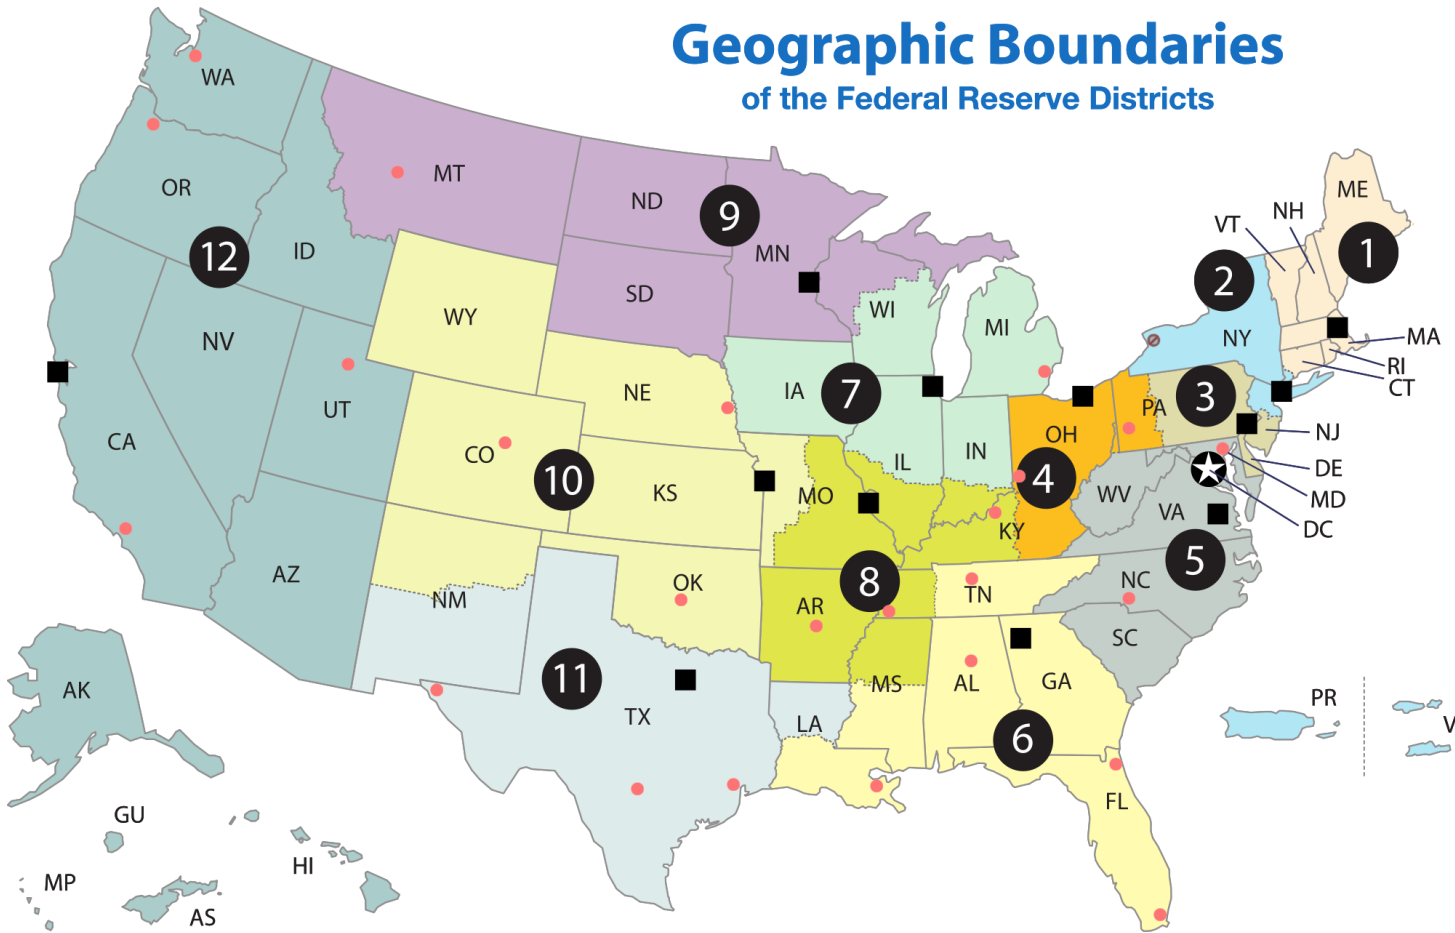 Geographic Boundaries
of the Federal Reserve Districts
WA
MT
ND
9
MN
OR
12
ID
SD
WI
MI
VT
NH
ME
1
2
NY
MA
RI
CT
WY
NV
NE
IA
7
3
PA
NJ
UT
CA
CO
10
KS
MO
IL
IN
OH
4
WV
VA
KY
DE
MD
DC
5
AZ
NM
OK
AR
8
TN
NC
SC
11
TX
LA
MS
AL
GA
6
FL
AK
PR
V
GU
HI
MP
AS